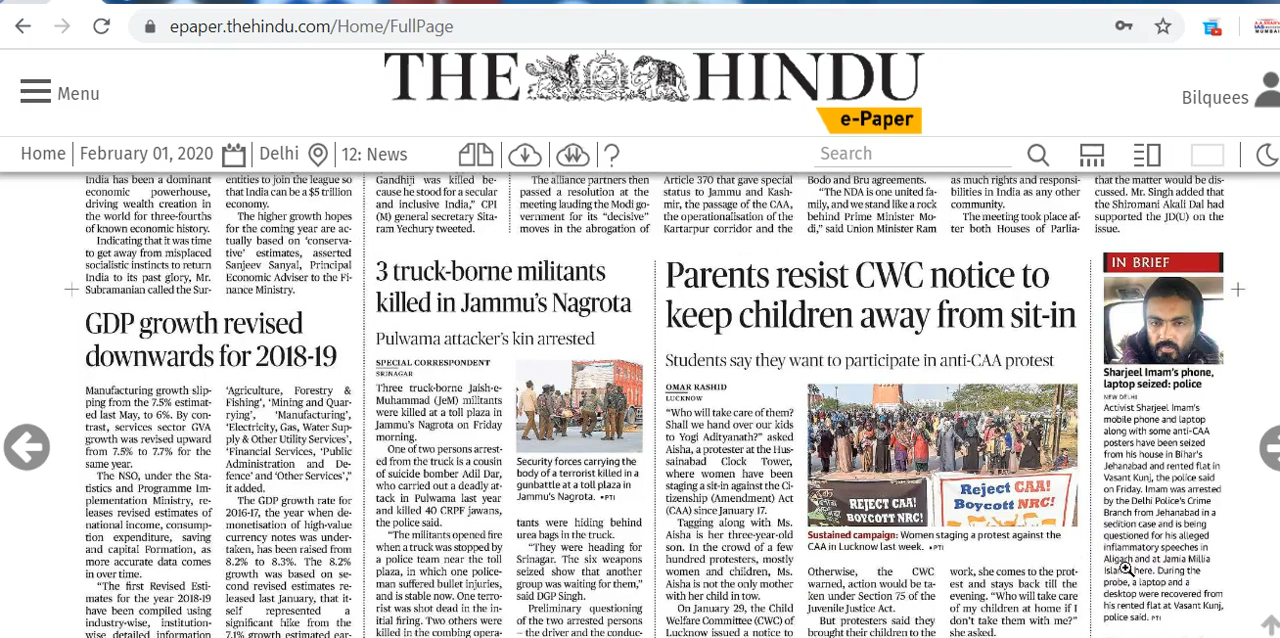 epaper.thehindu.com/Home/FullPage
Menu
THE HINDU
e-Paper
Bilquees
Home
February 01, 2020
Delhi
12: News
?
Search
India has been a dominant
economic powerhouse,
driving wealth creation in
the world for three-fourths
of known economic history.
Indicating that it was time
to get away from misplaced
socialistic instincts to return
India to its past glory, Mr.
Subramanian called the Sur-
entities to join the league so
that India can be a $5 trillion
economy.
The higher growth hopes
for the coming year are ac-
tually based on ‘conserva-
tive’ estimates, asserted
Sanjeev Sanyal, Principal
Economic Adviser to the Fi-
nance Ministry.
Gandhiji was killed be-
cause he stood for a secular
and inclusive India,” CPI
(M) general secretary Sita-
ram Yechury tweeted.
The alliance partners then
passed a resolution at the
meeting lauding the Modi go-
vernment for its “decisive”
moves in the abrogation of
Article 370 that gave special
status to Jammu and Kash-
mir, the passage of the CAA,
the operationalisation of the
Kartarpur corridor and the
Bodo and Bru agreements.
“The NDA is one united fa-
mily, and we stand like a rock
behind Prime Minister Mo-
di,” said Union Minister Ram
as much rights and responsi-
bilities in India as any other
community.
The meeting took place af-
ter both Houses of Parlia-
that the matter would be dis-
cussed. Mr. Singh added that
the Shiromani Akali Dal had
supported the JD(U) on the
issue.
GDP growth revised
downwards for 2018-19
Manufacturing growth slip-
ping from the 7.5% estimat-
ed last May, to 6%. By con-
trast, services sector GVA
growth was revised upward
from 7.5% to 7.7% for the
same year.
The NSO, under the Sta-
tistics and Programme Im-
plementation Ministry, re-
leases revised estimates of
national income, consump-
tion expenditure, saving
and capital Formation, as
more accurate data comes
in over time.
“The first Revised Esti-
mates for the year 2018-19
have been compiled using
industry-wise, institution-
wise detailed information
‘Agriculture, Forestry &
Fishing’, ‘Mining and Quar-
rying’, ‘Manufacturing’,
‘Electricity, Gas, Water Sup-
ply & Other Utility Services’,
‘Financial Services, ‘Public
Administration and De-
fence’ and ‘Other Services’,”
it added.
The GDP growth rate for
2016-17, the year when de-
monetisation of high-value
currency notes was under-
taken, has been raised from
8.2% to 8.3%. The 8.2%
growth was based on se-
cond revised estimates re-
leased last January, that it-
self represented a
significant hike from the
7.1% growth estimated ear-
3 truck-borne militants
killed in Jammu’s Nagrota
Pulwama attacker’s kin arrested
SPECIAL CORRESPONDENT
SRINAGAR
Three truck-borne Jaish-e-
Muhammad (JeM) militants
were killed at a toll plaza in
Jammu’s Nagrota on Friday
morning.
One of two persons arrest-
ed from the truck is a cousin
of suicide bomber Adil Dar,
who carried out a deadly at-
tack in Pulwama last year
and killed 40 CRPF jawans,
the police said.
“The militants opened fire
when a truck was stopped by
a police team near the toll
plaza, in which one police-
man suffered bullet injuries,
and is stable now. One terro-
rist was shot dead in the ini-
tial firing. Two others were
killed in the combing opera-
Security forces carrying the
body of a terrorist killed in a
gunbattle at a toll plaza in
Jammu’s Nagrota. •PTI
tants were hiding behind
urea bags in the truck.
“They were heading for
Srinagar. The six weapons
seized show that another
group was waiting for them,”
said DGP Singh.
Preliminary questioning
of the two arrested persons
– the driver and the conduc-
Parents resist CWC notice to
keep children away from sit-in
Students say they want to participate in anti-CAA protest
OMAR RASHID
LUCKNOW
“Who will take care of them?
Shall we hand over our kids
to Yogi Adityanath?” asked
Aisha, a protester at the Hus-
sainabad Clock Tower,
where women have been
staging a sit-in against the Ci-
tizenship (Amendment) Act
(CAA) since January 17.
Tagging along with Ms.
Aisha is her three-year-old
son. In the crowd of a few
hundred protesters, mostly
women and children, Ms.
Aisha is not the only mother
with her child in tow.
On January 29, the Child
Welfare Committee (CWC) of
Lucknow issued a notice to
REJECT CAA!
BOYCOTT NRC!
Reject CAA!
Boycott NRC!
Sustained campaign: Women staging a protest against the
CAA in Lucknow last week. •PTI
Otherwise, the CWC
warned, action would be ta-
ken under Section 75 of the
Juvenile Justice Act.
But protesters said they
brought their children to the
work, she comes to the prot-
est and stays back till the
evening. “Who will take care
of my children at home if I
don’t take them with me?”
she asked.
IN BRIEF
Sharjeel Imam’s phone,
laptop seized: police
NEW DELHI
Activist Sharjeel Imam’s
mobile phone and laptop
along with some anti-CAA
posters have been seized
from his house in Bihar’s
Jehanabad and rented flat in
Vasant Kunj, the police said
on Friday. Imam was arrested
by the Delhi Police’s Crime
Branch from Jehanabad in a
sedition case and is being
questioned for his alleged
inflammatory speeches in
Aligarh and at Jamia Millia
Islamia here. During the
probe, a laptop and a
desktop were recovered from
his rented flat at Vasant Kunj,
police said. PTI